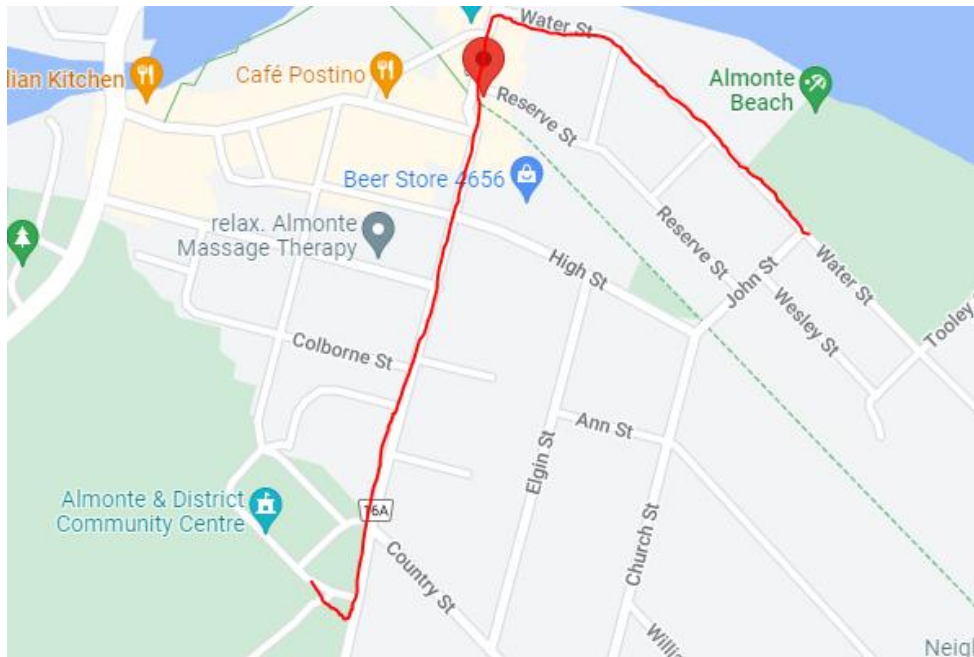 Water St
lian Kitchen
Café Postino
Almonte
Beach
Reserve St
Beer Store 4656
relax. Almonte
Massage Therapy
Reserve St
High St
John St
Water St
Wesley St
Tooley
Colborne St
Ann St
Elgin St
Almonte & District
Community Centre
16A
Church St
Country St
Willi
Neigh